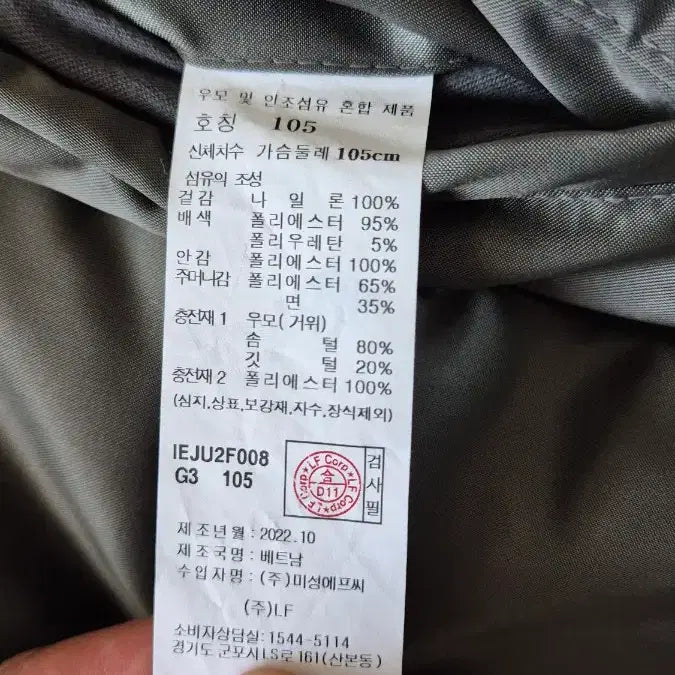 우모 및 인조섬유 혼합 제품
호칭 105
신체치수 가슴둘레 105cm
섬유의 조성
겉감 나 일 론 100%
배색 폴리에스터 95%
폴리우레탄 5%
안감 폴리에스터 100%
주머니감 폴리에스터 65%
면 35%
충전재 1 우모(거위)
솜 털 80%
깃 털 20%
충전재 2 폴리에스터 100%
(심지,상표,보강재,자수,장식제외)
IEJU2F008
G3 105
LF Corp ★ LF Corp ★
合
D11
검사필
제조년월 : 2022.10
제조국명 : 베트남
수입자명 : (주)미성에프씨
(주)LF
소비자상담실: 1544-5114
경기도 군포시LS로 161(산본동)